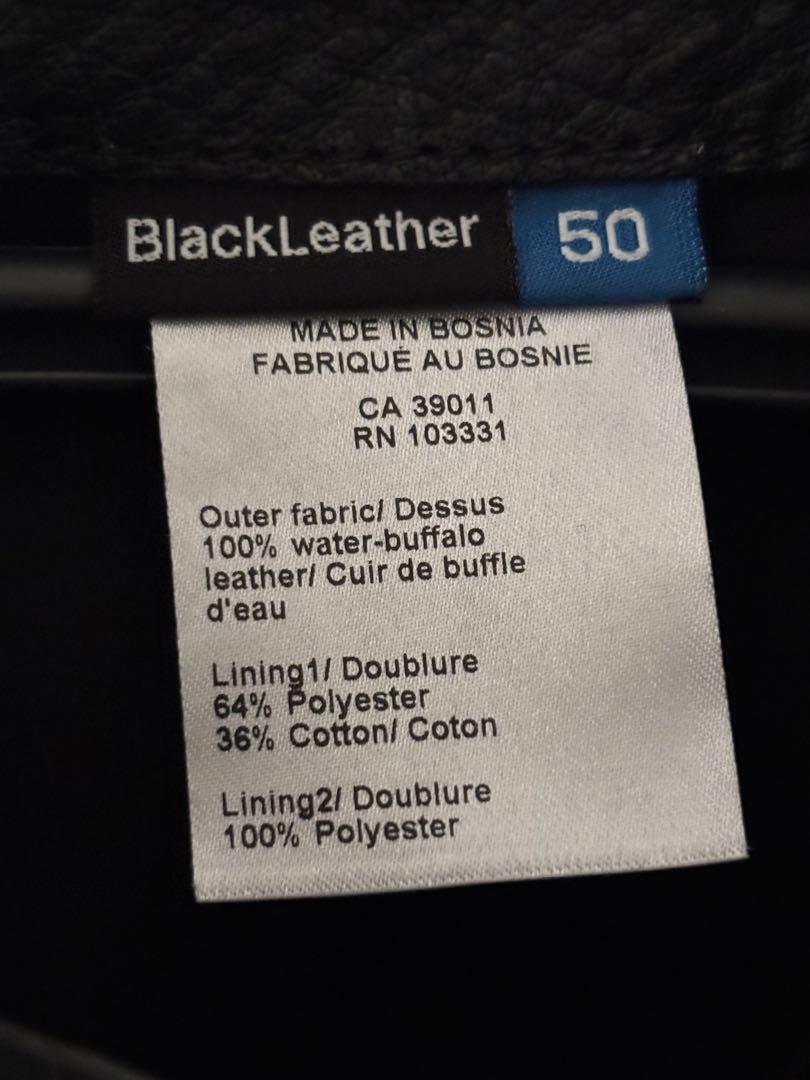 BlackLeather 50
MADE IN BOSNIA
FABRIQUÉ AU BOSNIE
CA 39011
RN 103331
Outer fabric/ Dessus
100% water-buffalo
leather/ Cuir de buffle
d'eau
Lining1/ Doublure
64% Polyester
36% Cotton/ Coton
Lining2/ Doublure
100% Polyester